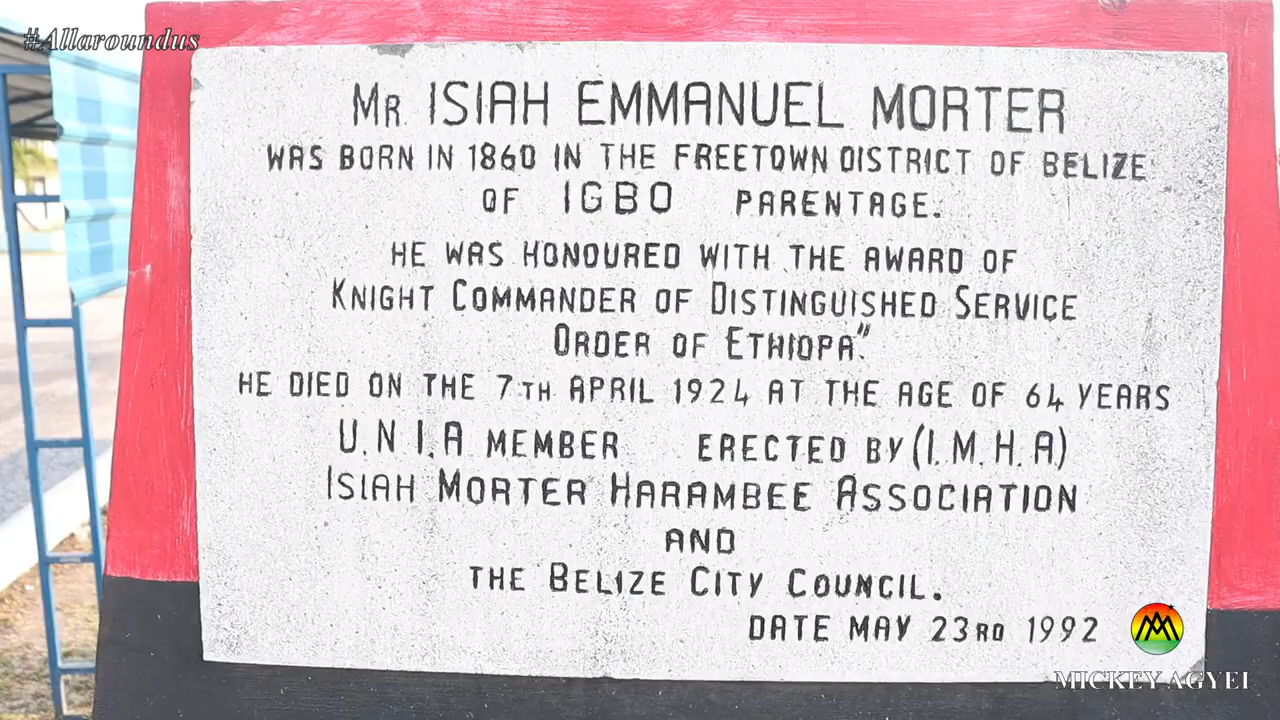 #Allaroundus
MR ISIAH EMMANUEL MORTER
WAS BORN IN 1860 IN THE FREETOWN DISTRICT OF BELIZE
OF IGBO PARENTAGE.
HE WAS HONOURED WITH THE AWARD OF
KNIGHT COMMANDER OF DISTINGUISHED SERVICE
ORDER OF ETHIOPA".
HE DIED ON THE 7TH APRIL 1924 AT THE AGE OF 64 YEARS
U.N I.A MEMBER ERECTED BY (I. M. H. A)
ISIAH MORTER HARAMBEE ASSOCIATION
AND
THE BELIZE CITY COUNCIL.
DATE MAY 23RD 1992
MICKEY AGYEI